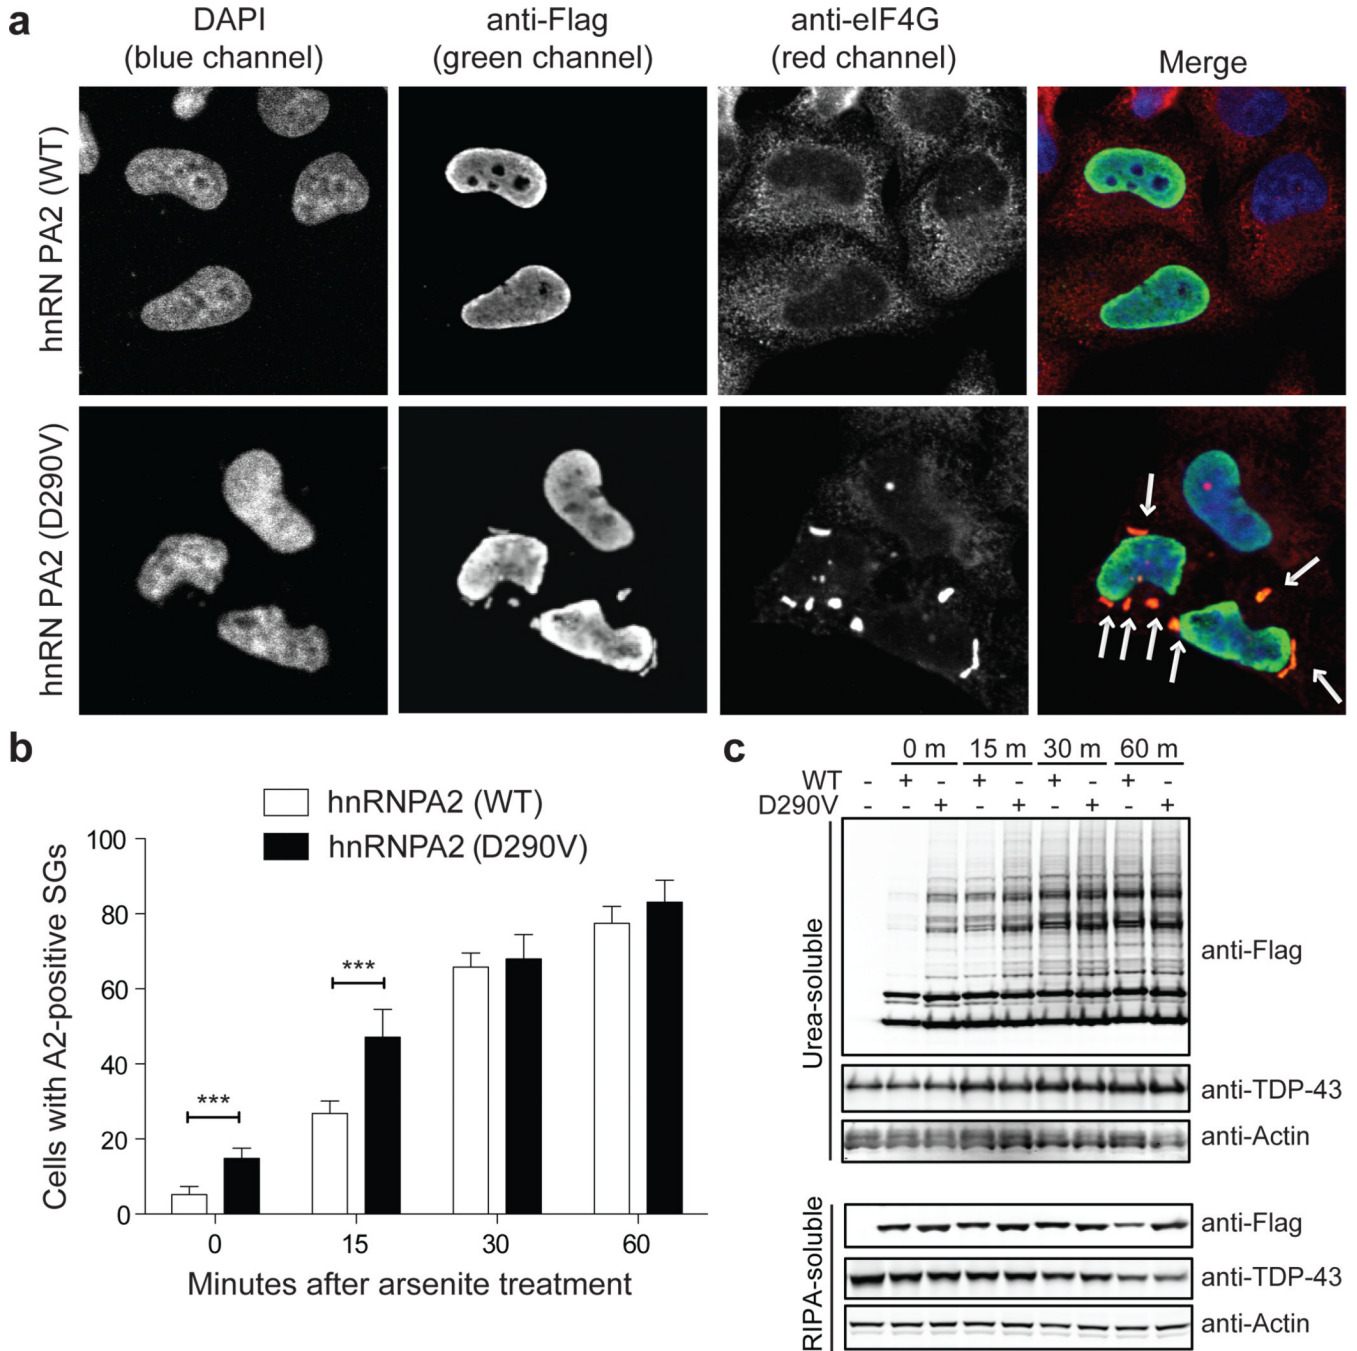 a
DAPI
(blue channel)
anti-Flag
(green channel)
anti-eIF4G
(red channel)
Merge
hnRN PA2 (WT)
hnRN PA2 (D290V)
b
hnRNPA2 (WT)
hnRNPA2 (D290V)
Cells with A2-positive SGs
100
80
60
40
20
0
***
***
0 15 30 60
Minutes after arsenite treatment
c
0 m 15 m 30 m 60 m
WT - + - + - + - + -
D290V - - + - + - + - +
Urea-soluble
anti-Flag
anti-TDP-43
anti-Actin
RIPA-soluble
anti-Flag
anti-TDP-43
anti-Actin